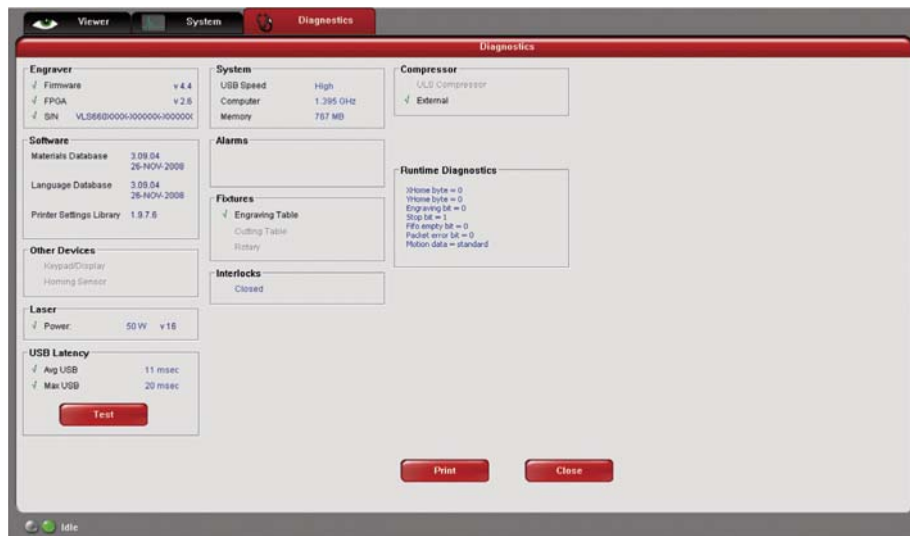 Viewer System Diagnostics
Diagnostics
Engraver
Firmware v 4.4
FPGA v 2.6
S/N
Software
Materials Database 3.09.04
26-NOV-2008
Language Database 3.09.04
26-NOV-2008
Printer Settings Library 1.9.7.6
Other Devices
Keypad/Display
Homing Sensor
Laser
Power: 50 W v 16
USB Latency
Avg USB 11 msec
Max USB 20 msec
Test
System
USB Speed High
Computer 1.395 GHz
Memory 767 MB
Alarms
Fixtures
Engraving Table
Cutting Table
Rotary
Interlocks
Closed
Compressor
ULS Compressor
External
Runtime Diagnostics
XHome byte = 0
YHome byte = 0
Engraving bit = 0
Stop bit = 1
Fifo empty bit = 0
Packet error bit = 0
Motion data = standard
Print Close
Idle